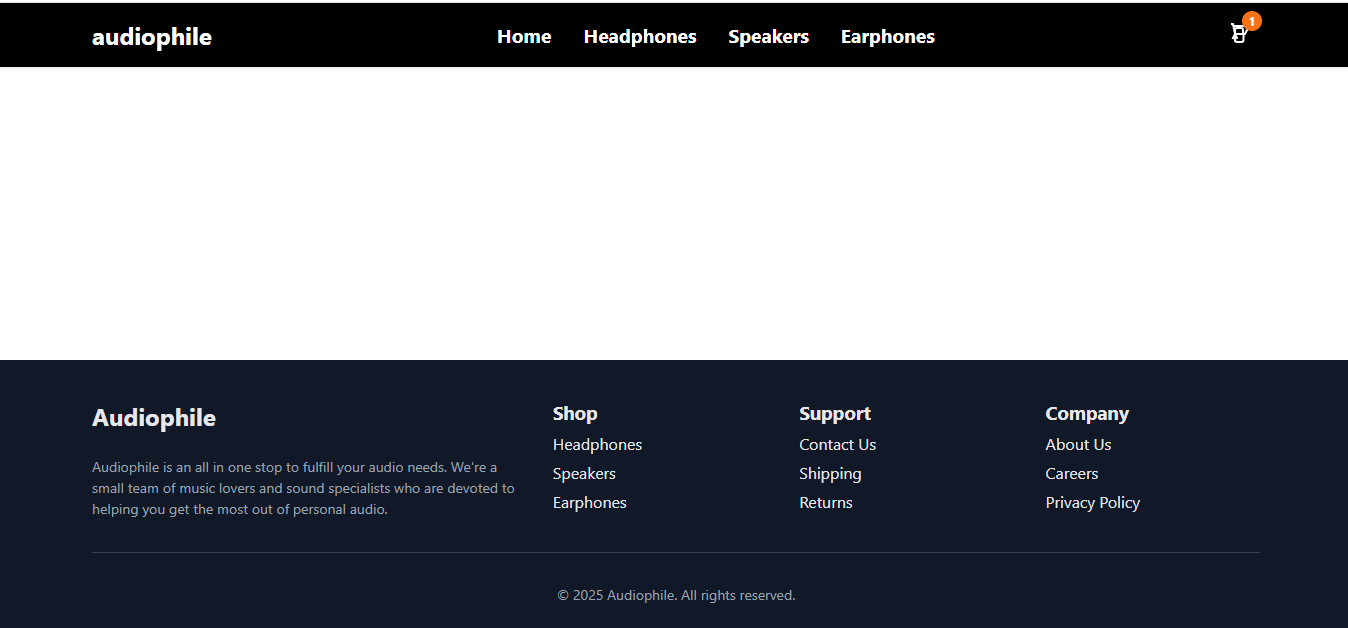 audiophile
Home Headphones Speakers Earphones
1
Audiophile
Audiophile is an all in one stop to fulfill your audio needs. We're a
small team of music lovers and sound specialists who are devoted to
helping you get the most out of personal audio.
Shop
Headphones
Speakers
Earphones
Support
Contact Us
Shipping
Returns
Company
About Us
Careers
Privacy Policy
© 2025 Audiophile. All rights reserved.